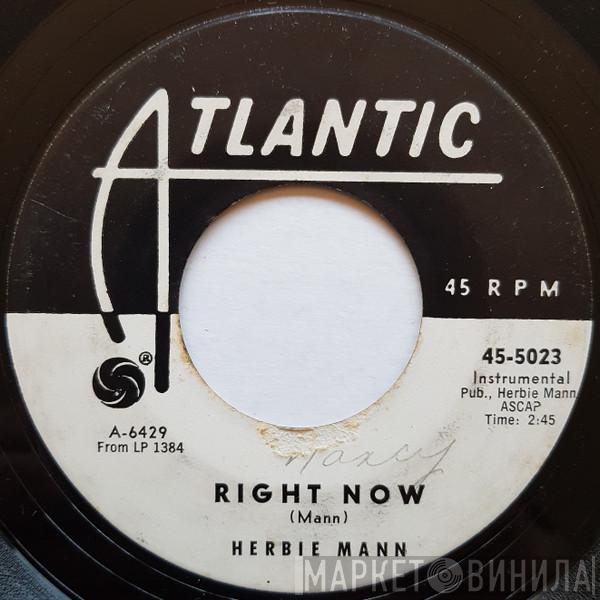 ATLANTIC
45 RPM
®
45-5023
Instrumental
Pub., Herbie Mann
ASCAP
Time: 2:45
A-6429
From LP 1384
Nancy
RIGHT NOW
(Mann)
HERBIE MANN
МАРКЕТ ВИНИЛА